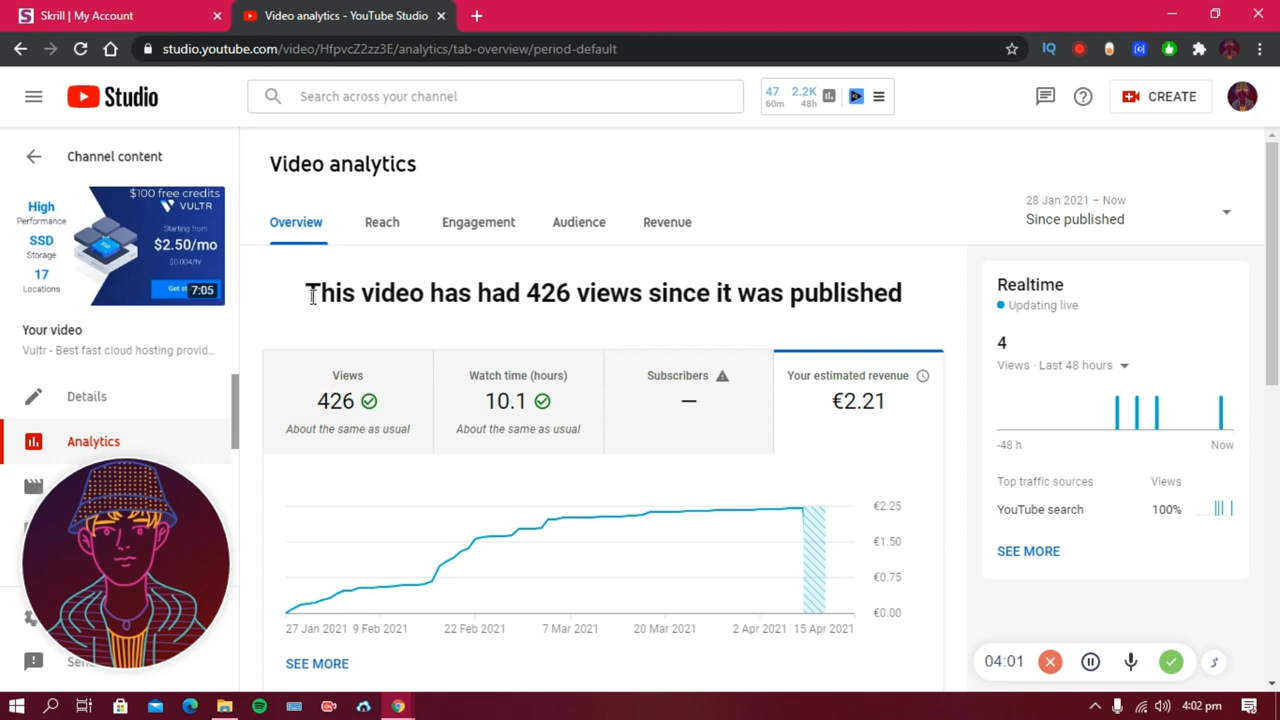 Skrill | My Account
Video analytics - YouTube Studio
studio.youtube.com/video/HfpvcZ2zz3E/analytics/tab-overview/period-default
IQ
Studio
Search across your channel
47
60m
2.2K
48h
CREATE
Channel content
$100 free credits
VULTR
High
Performance
SSD
Storage
17
Locations
Starting from
$2.50/mo
$0.004/hr
7:05
Your video
Vultr - Best fast cloud hosting provid...
Details
Analytics
Video analytics
28 Jan 2021 – Now
Since published
Overview
Reach
Engagement
Audience
Revenue
This video has had 426 views since it was published
Views
426
About the same as usual
Watch time (hours)
10.1
About the same as usual
Subscribers
—
Your estimated revenue
€2.21
€2.25
€1.50
€0.75
€0.00
27 Jan 2021
9 Feb 2021
22 Feb 2021
7 Mar 2021
20 Mar 2021
2 Apr 2021
15 Apr 2021
SEE MORE
Realtime
Updating live
4
Views · Last 48 hours
-48 h
Now
Top traffic sources
Views
YouTube search
100%
SEE MORE
04:01
4:02 pm